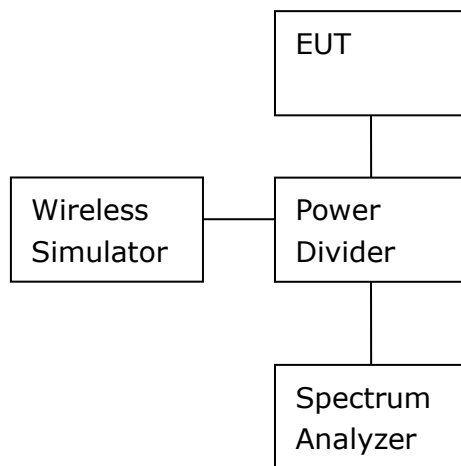 EUT
Wireless
Simulator
Power
Divider
Spectrum
Analyzer